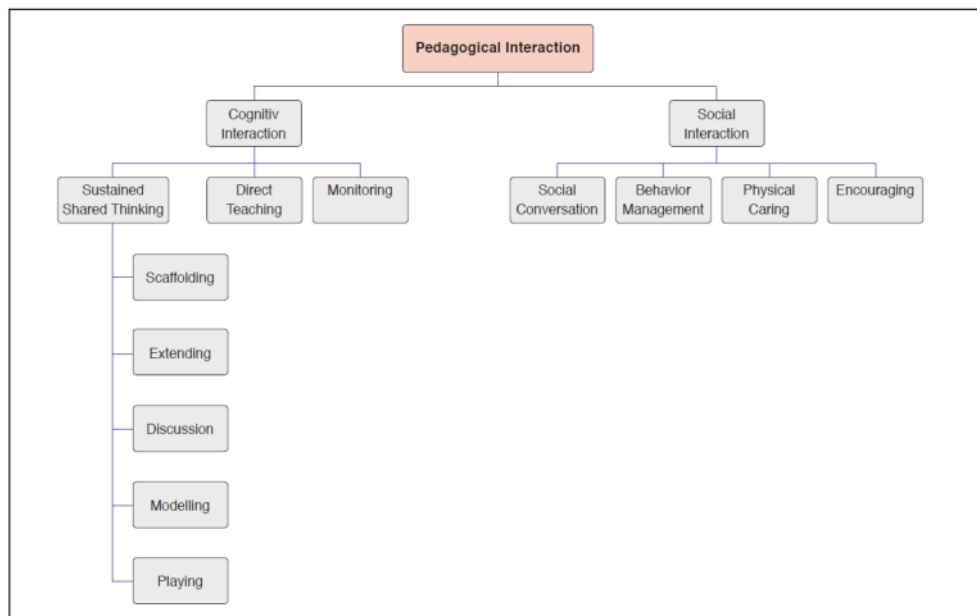 Pedagogical Interaction
Cognitiv
Interaction
Social
Interaction
Sustained
Shared Thinking
Direct
Teaching
Monitoring
Social
Conversation
Behavior
Management
Physical
Caring
Encouraging
Scaffolding
Extending
Discussion
Modelling
Playing